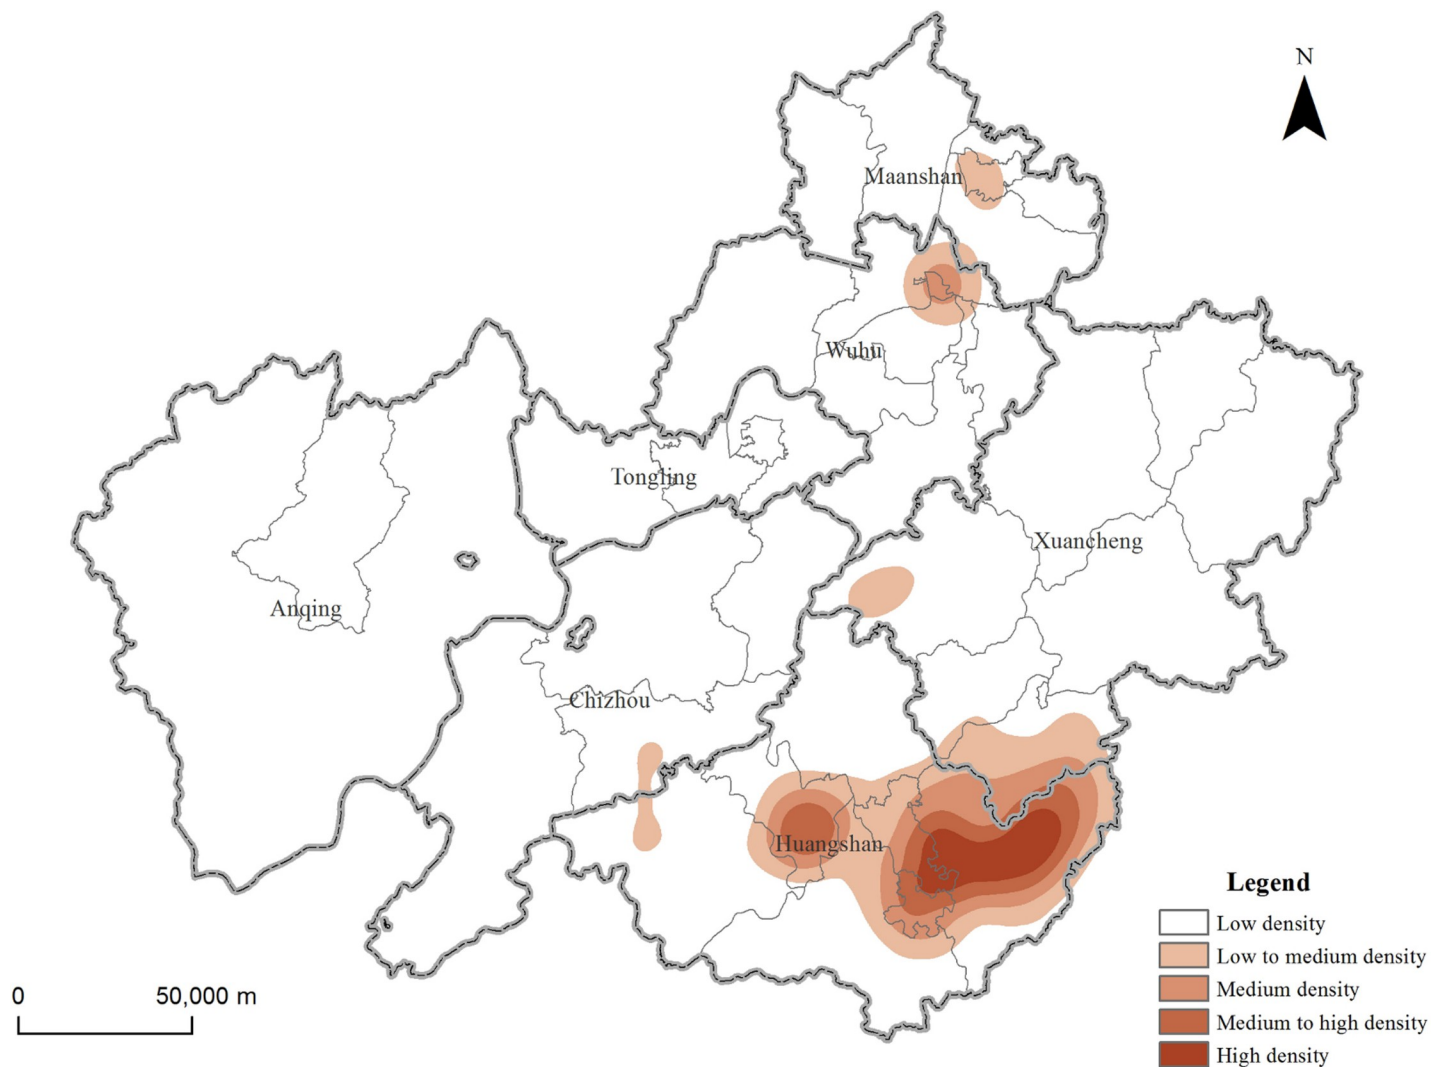 N
Maanshan
Wuhu
Tongling
Xuancheng
Anqing
Chizhou
Huangshan
Legend
Low density
Low to medium density
Medium density
Medium to high density
High density
0 50,000 m